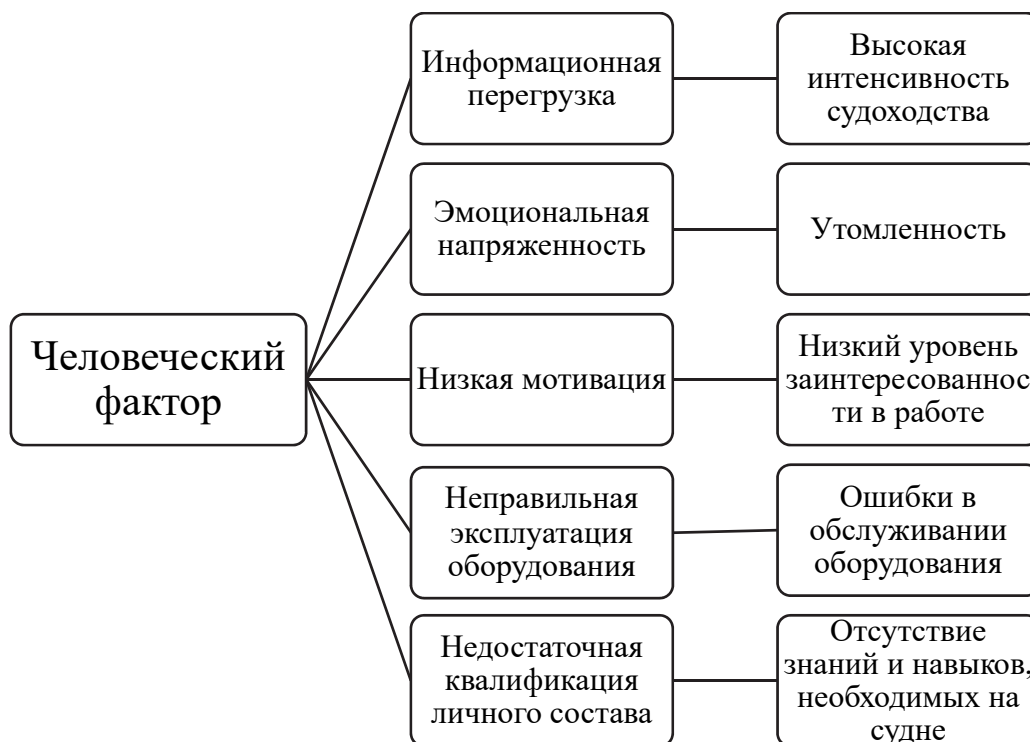 Человеческий
фактор
Информационная
перегрузка
Высокая
интенсивность
судоходства
Эмоциональная
напряженность
Утомленность
Низкая мотивация
Низкий уровень
заинтересованнос
ти в работе
Неправильная
эксплуатация
оборудования
Ошибки в
обслуживании
оборудования
Недостаточная
квалификация
личного состава
Отсутствие
знаний и навыков,
необходимых на
судне